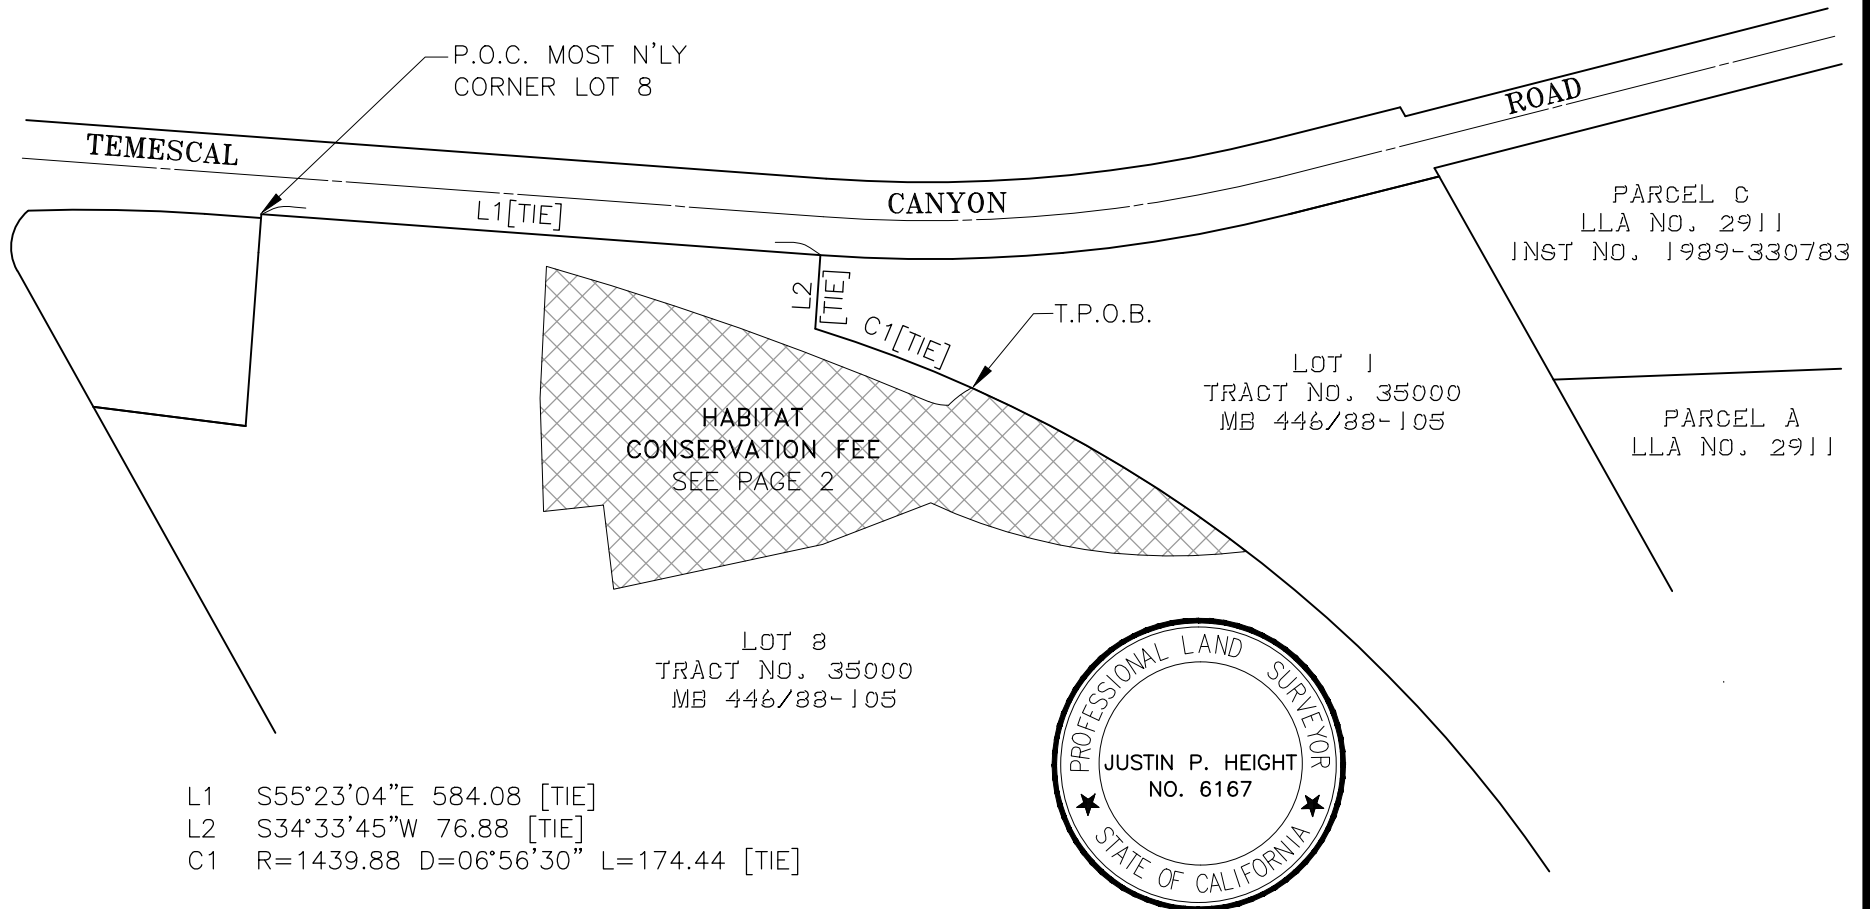 P.O.C. MOST N'LY
CORNER LOT 8
TEMESCAL
CANYON
ROAD
L1[TIE]
L2
[TIE]
C1[TIE]
T.P.O.B.
PARCEL C
LLA NO. 2911
INST NO. 1989-330783
LOT 1
TRACT NO. 35000
MB 446/88-105
PARCEL A
LLA NO. 2911
HABITAT
CONSERVATION FEE
SEE PAGE 2
LOT 8
TRACT NO. 35000
MB 446/88-105
PROFESSIONAL LAND SURVEYOR
JUSTIN P. HEIGHT
NO. 6167
STATE OF CALIFORNIA
L1 S55°23'04"E 584.08 [TIE]
L2 S34°33'45"W 76.88 [TIE]
C1 R=1439.88 D=06°56'30" L=174.44 [TIE]